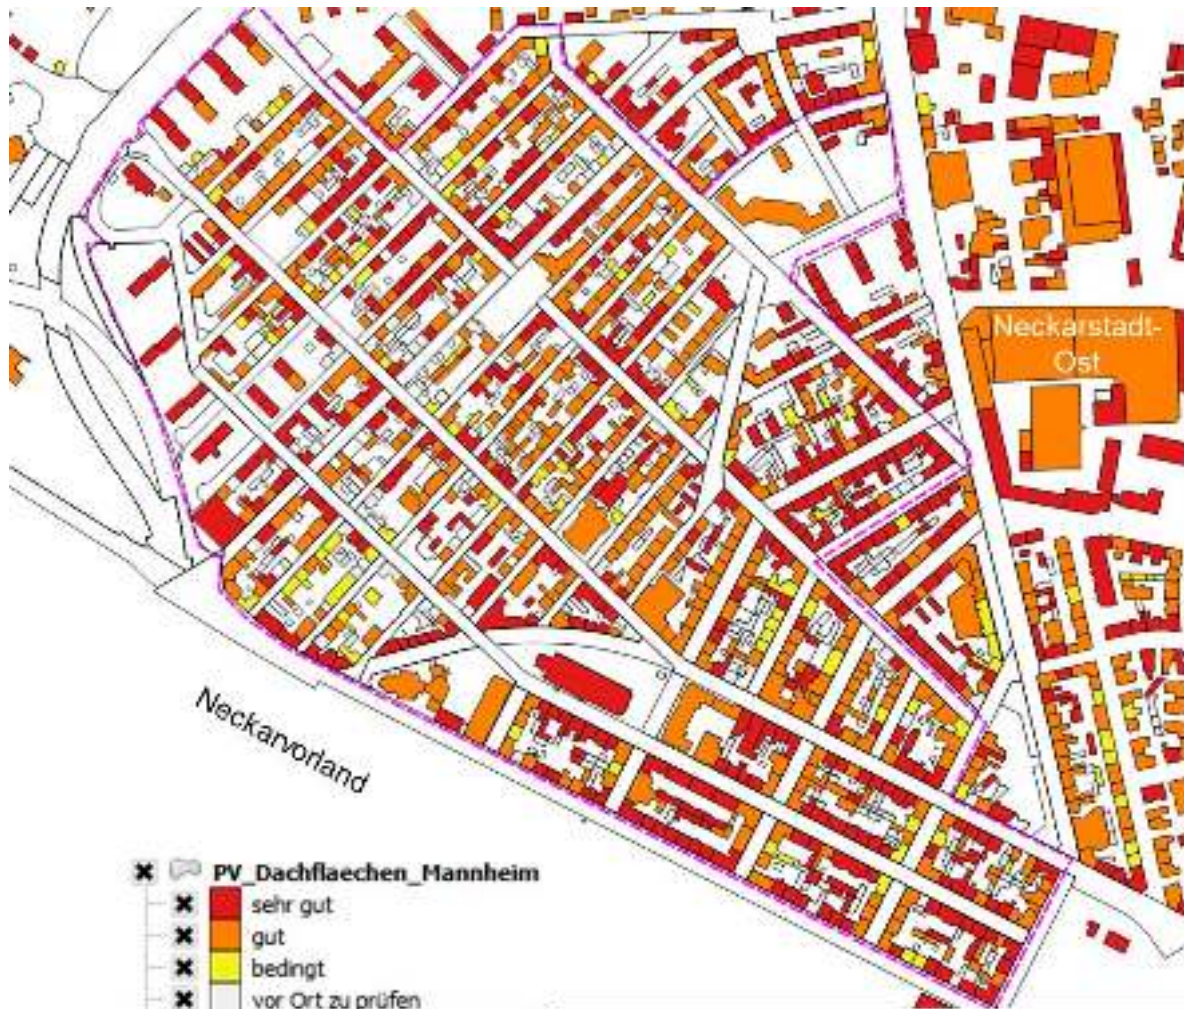 Neckarstadt-
Ost
Neckarvorland
PV_Dachflaechen_Mannheim
sehr gut
gut
bedingt
vor Ort zu prüfen